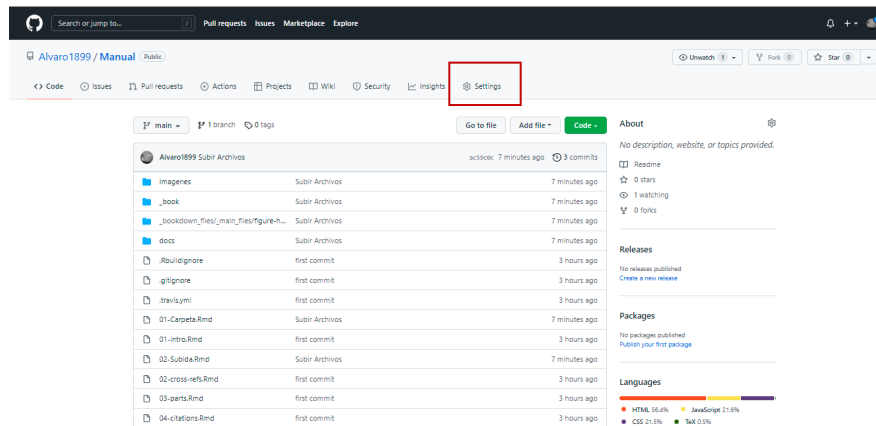 Search or jump to... / Pull requests Issues Marketplace Explore
Alvaro1899 / Manual Public
Unwatch 1 Fork 0 Star 0
Code Issues Pull requests Actions Projects Wiki Security Insights Settings
main 1 branch 0 tags Go to file Add file Code
About
No description, website, or topics provided.
Alvaro1899 Subir Archivos 7 minutes ago 3 commits
Readme
0 stars
1 watching
0 forks
Imagenes Subir Archivos 7 minutes ago
_book Subir Archivos 7 minutes ago
_bookdown_files/_main_files/figure-h... Subir Archivos 7 minutes ago
docs Subir Archivos 7 minutes ago
.Rbuildignore first commit 3 hours ago
.gitignore first commit 3 hours ago
.travis.yml first commit 3 hours ago
01-Carpeta.Rmd Subir Archivos 7 minutes ago
01-intro.Rmd first commit 3 hours ago
02-Subida.Rmd Subir Archivos 7 minutes ago
02-cross-refs.Rmd first commit 3 hours ago
03-parts.Rmd first commit 3 hours ago
04-citations.Rmd first commit 3 hours ago
Releases
No releases published
Create a new release
Packages
No packages published
Publish your first package
Languages
HTML 56.4% JavaScript 21.6%
CSS 21.5% TeX 0.5%